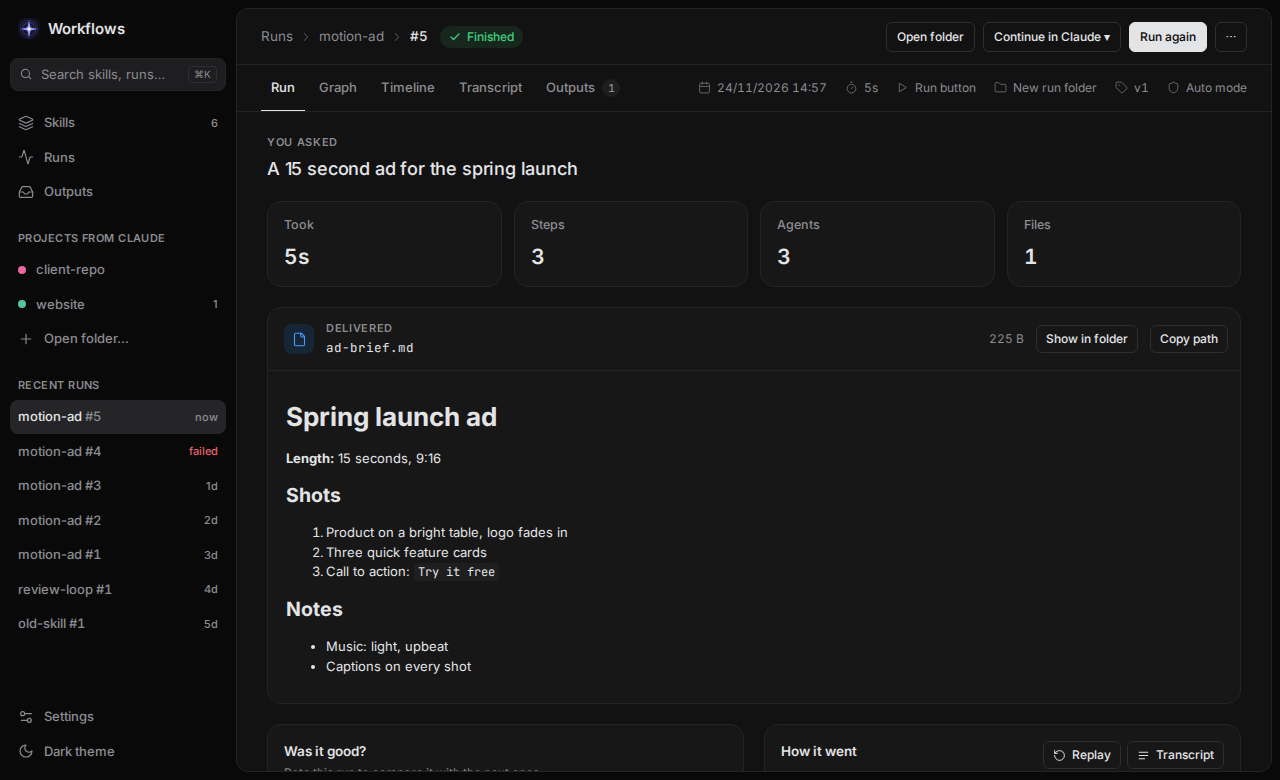 Workflows
Search skills, runs... ⌘K
Skills 6
Runs
Outputs
PROJECTS FROM CLAUDE
client-repo
website 1
Open folder...
RECENT RUNS
motion-ad #5 now
motion-ad #4 failed
motion-ad #3 1d
motion-ad #2 2d
motion-ad #1 3d
review-loop #1 4d
old-skill #1 5d
Settings
Dark theme
Runs > motion-ad > #5 Finished
Open folder Continue in Claude ▾ Run again ...
Run Graph Timeline Transcript Outputs 1
24/11/2026 14:57 5s Run button New run folder v1 Auto mode
YOU ASKED
A 15 second ad for the spring launch
Took Steps Agents Files
5s 3 3 1
DELIVERED
ad-brief.md
225 B Show in folder Copy path
Spring launch ad
Length: 15 seconds, 9:16
Shots
1. Product on a bright table, logo fades in
2. Three quick feature cards
3. Call to action: Try it free
Notes
• Music: light, upbeat
• Captions on every shot
Was it good?
How it went Replay Transcript